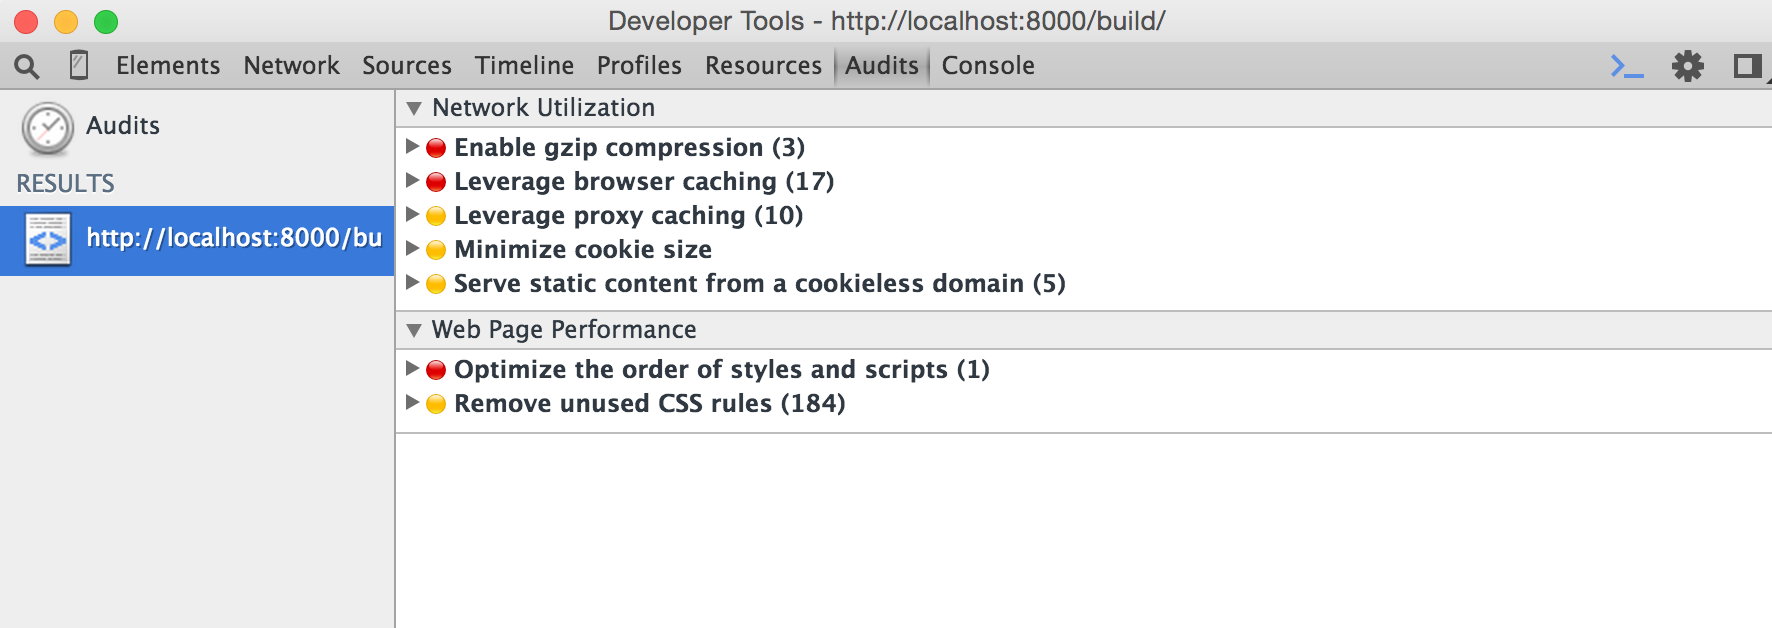 Developer Tools - http://localhost:8000/build/
Elements Network Sources Timeline Profiles Resources Audits Console
Audits
RESULTS
http://localhost:8000/bu
Network Utilization
Enable gzip compression (3)
Leverage browser caching (17)
Leverage proxy caching (10)
Minimize cookie size
Serve static content from a cookieless domain (5)
Web Page Performance
Optimize the order of styles and scripts (1)
Remove unused CSS rules (184)